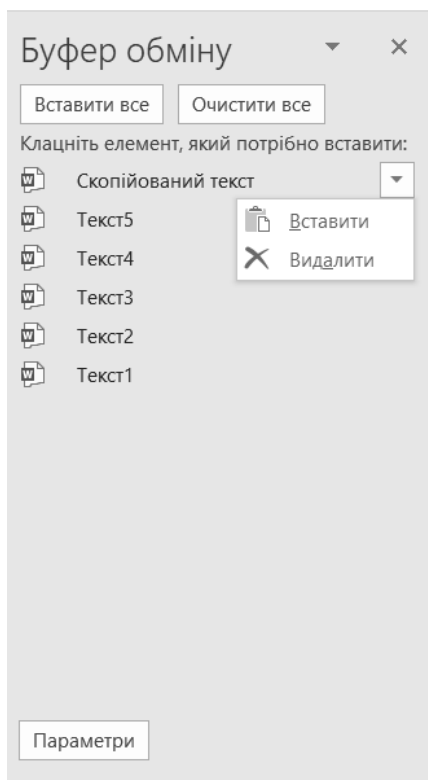 Буфер обміну
Вставити все Очистити все
Клацніть елемент, який потрібно вставити:
Скопійований текст
Текст5
Вставити
Текст4
Видалити
Текст3
Текст2
Текст1
Параметри